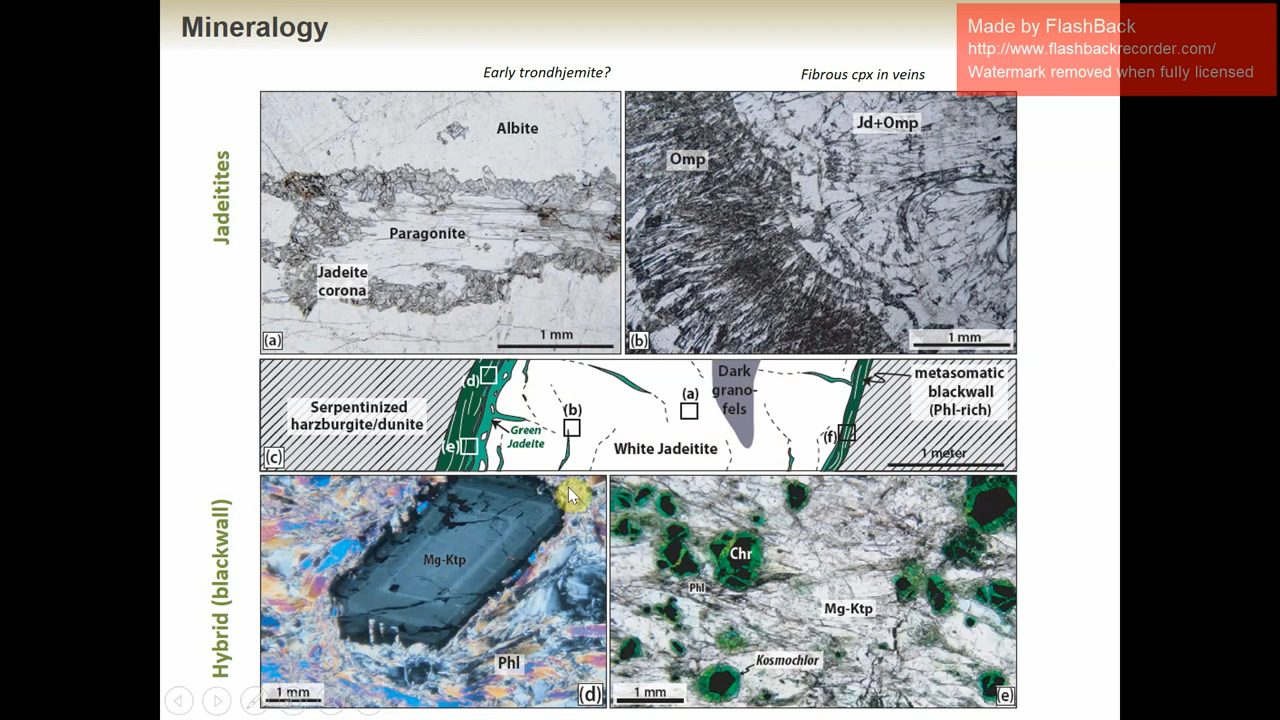 Mineralogy
Made by FlashBack
http://www.flashbackrecorder.com/
Watermark removed when fully licensed
Early trondhjemite?
Fibrous cpx in veins
Jadeitites
Albite
Paragonite
Jadeite
corona
(a)
1 mm
Omp
Jd+Omp
(b)
1 mm
Serpentinized
harzburgite/dunite
(c)
(d)
(e)
Green
Jadeite
(b)
(a)
White Jadeitite
Dark
grano-
fels
(f)
metasomatic
blackwall
(Phl-rich)
1 meter
Hybrid (blackwall)
Mg-Ktp
Phl
1 mm
(d)
Chr
Phl
Mg-Ktp
Kosmochlor
1 mm
(e)